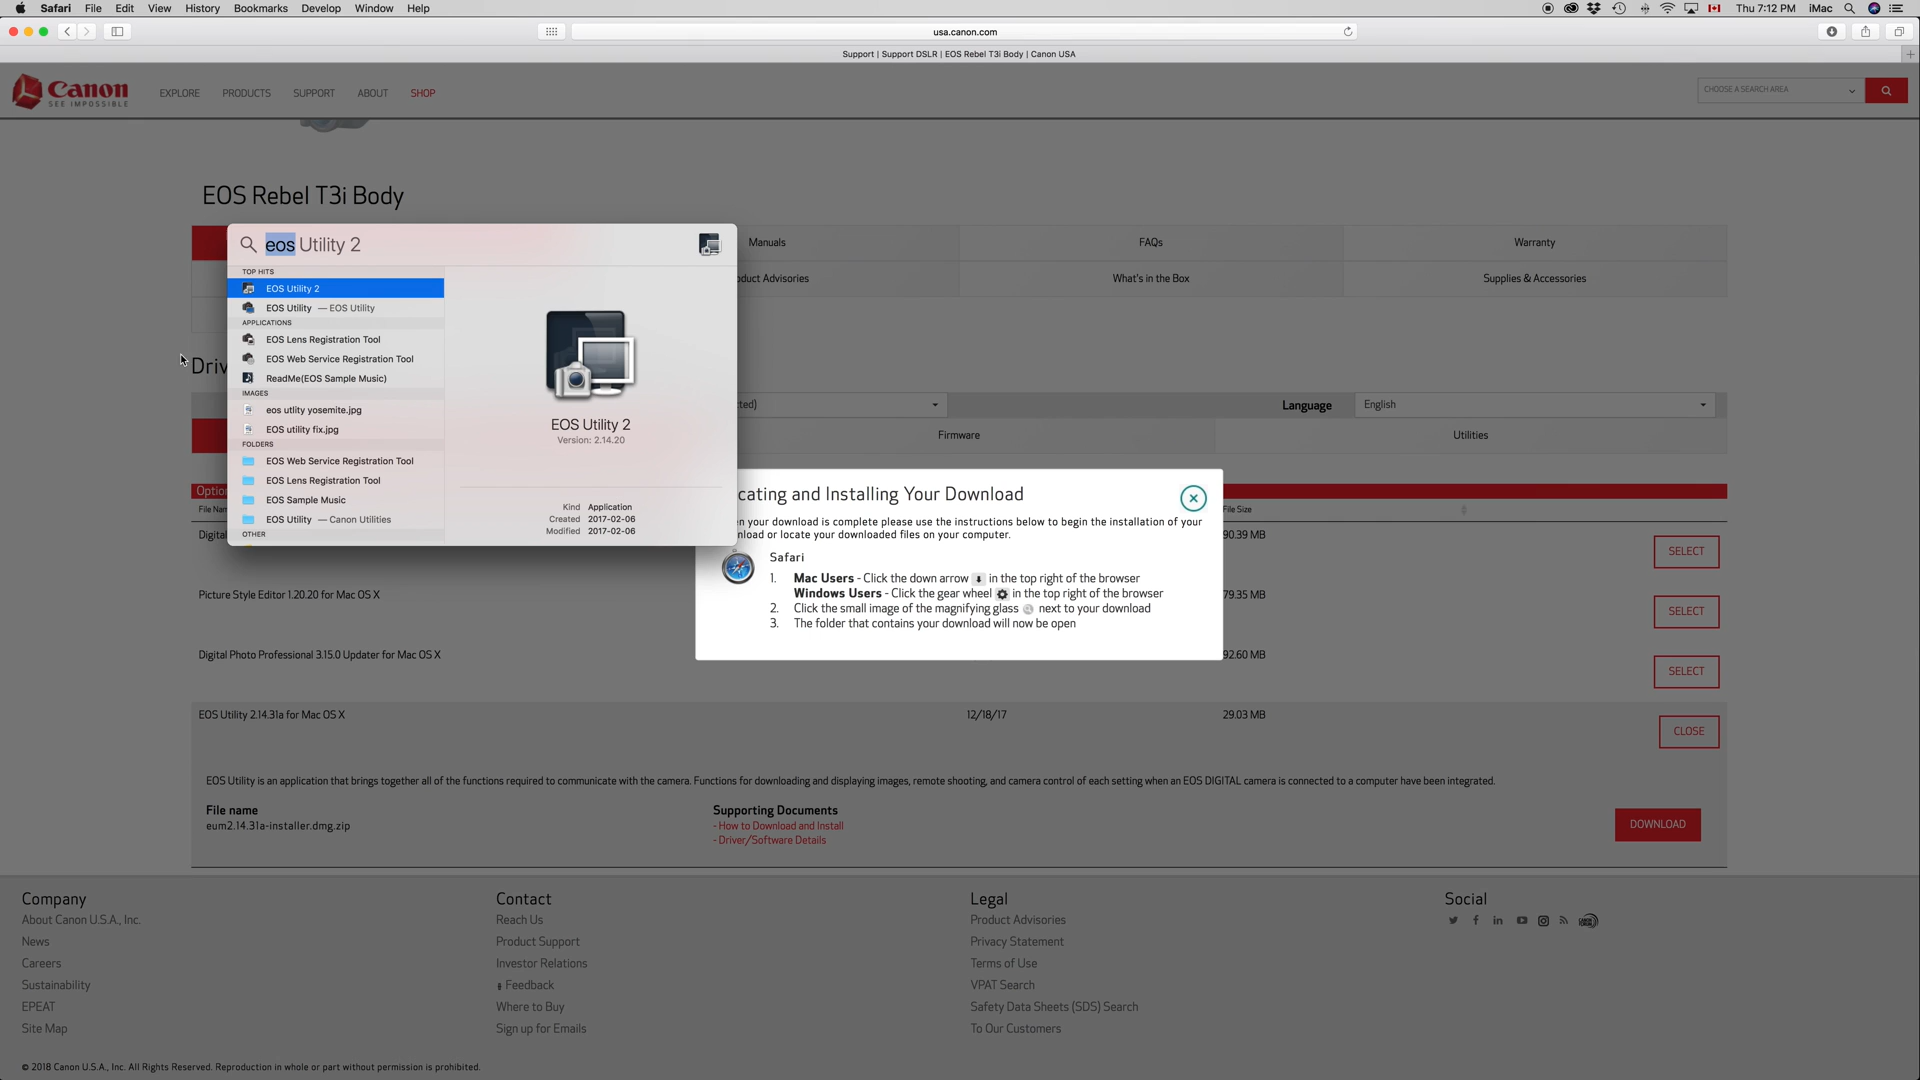 Safari File Edit View History Bookmarks Develop Window Help
Thu 7:12 PM iMac
usa.canon.com
Support | Support DSLR | EOS Rebel T3i Body | Canon USA
Canon
SEE IMPOSSIBLE
EXPLORE PRODUCTS SUPPORT ABOUT SHOP
CHOOSE A SEARCH AREA
EOS Rebel T3i Body
Manuals FAQs Warranty
duct Advisories What's in the Box Supplies & Accessories
eos Utility 2
TOP HITS
EOS Utility 2
EOS Utility — EOS Utility
APPLICATIONS
EOS Lens Registration Tool
EOS Web Service Registration Tool
ReadMe(EOS Sample Music)
IMAGES
eos utlity yosemite.jpg
EOS utility fix.jpg
FOLDERS
EOS Web Service Registration Tool
EOS Lens Registration Tool
EOS Sample Music
EOS Utility — Canon Utilities
OTHER
EOS Utility 2
Version: 2.14.20
Kind Application
Created 2017-02-06
Modified 2017-02-06
Driv
ted) Language English
Firmware Utilities
Option
File Nam File Size
Digital 90.39 MB SELECT
cating and Installing Your Download
n your download is complete please use the instructions below to begin the installation of your
nload or locate your downloaded files on your computer.
Safari
1. Mac Users - Click the down arrow in the top right of the browser
Windows Users - Click the gear wheel in the top right of the browser
2. Click the small image of the magnifying glass next to your download
3. The folder that contains your download will now be open
Picture Style Editor 1.20.20 for Mac OS X 79.35 MB SELECT
Digital Photo Professional 3.15.0 Updater for Mac OS X 92.60 MB SELECT
EOS Utility 2.14.31a for Mac OS X 12/18/17 29.03 MB CLOSE
EOS Utility is an application that brings together all of the functions required to communicate with the camera. Functions for downloading and displaying images, remote shooting, and camera control of each setting when an EOS DIGITAL camera is connected to a computer have been integrated.
File name Supporting Documents
eum2.14.31a-installer.dmg.zip - How to Download and Install DOWNLOAD
- Driver/Software Details
Company Contact Legal Social
About Canon U.S.A., Inc. Reach Us Product Advisories
News Product Support Privacy Statement
Careers Investor Relations Terms of Use
Sustainability Feedback VPAT Search
EPEAT Where to Buy Safety Data Sheets (SDS) Search
Site Map Sign up for Emails To Our Customers
© 2018 Canon U.S.A., Inc. All Rights Reserved. Reproduction in whole or part without permission is prohibited.